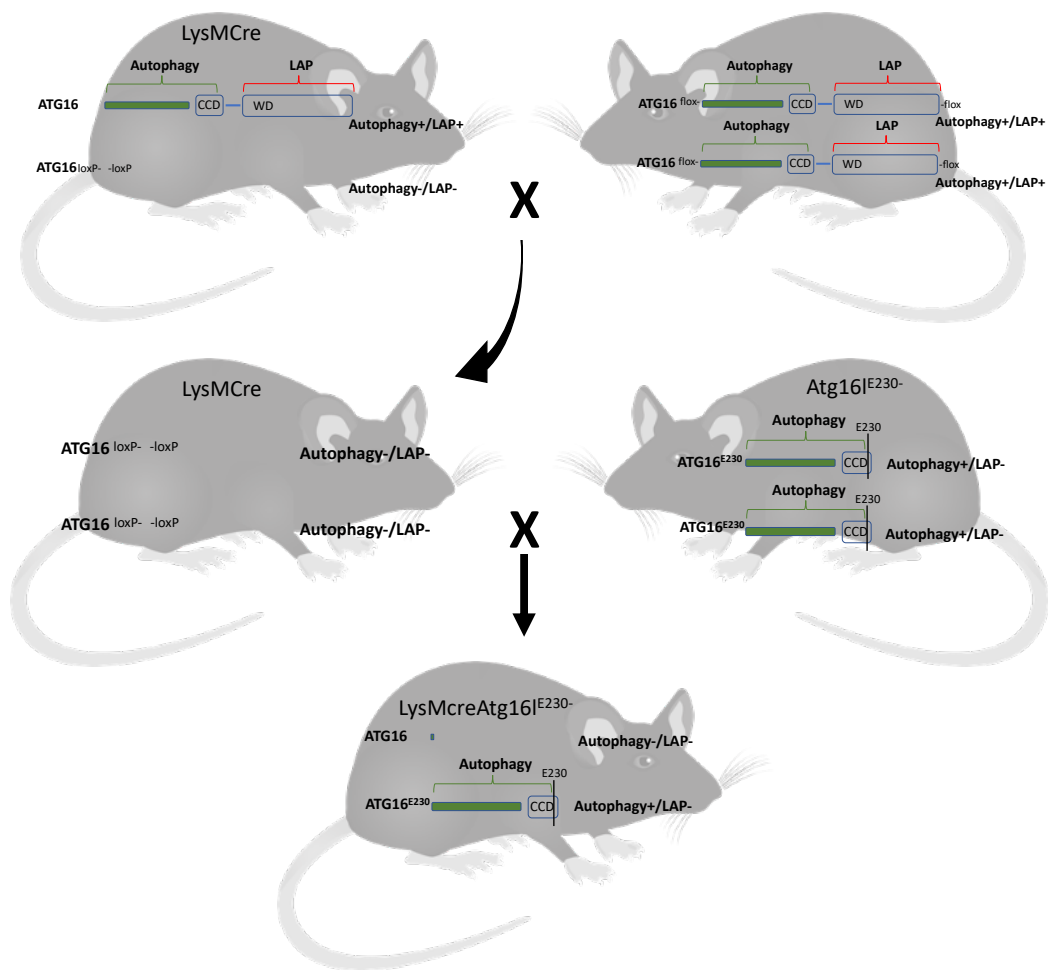 LysMCre
Autophagy LAP
ATG16 CCD WD
Autophagy+/LAP+
ATG16 loxP- -loxP
Autophagy-/LAP-
Autophagy LAP
ATG16 flox- CCD WD -flox
Autophagy+/LAP+
Autophagy LAP
ATG16 flox- CCD WD -flox
Autophagy+/LAP+
X
LysMCre
ATG16 loxP- -loxP Autophagy-/LAP-
ATG16 loxP- -loxP Autophagy-/LAP-
X
Atg16lE230-
Autophagy E230
ATG16E230 CCD Autophagy+/LAP-
Autophagy E230
ATG16E230 CCD Autophagy+/LAP-
LysMcreAtg16lE230-
ATG16 Autophagy-/LAP-
Autophagy E230
ATG16E230 CCD Autophagy+/LAP-